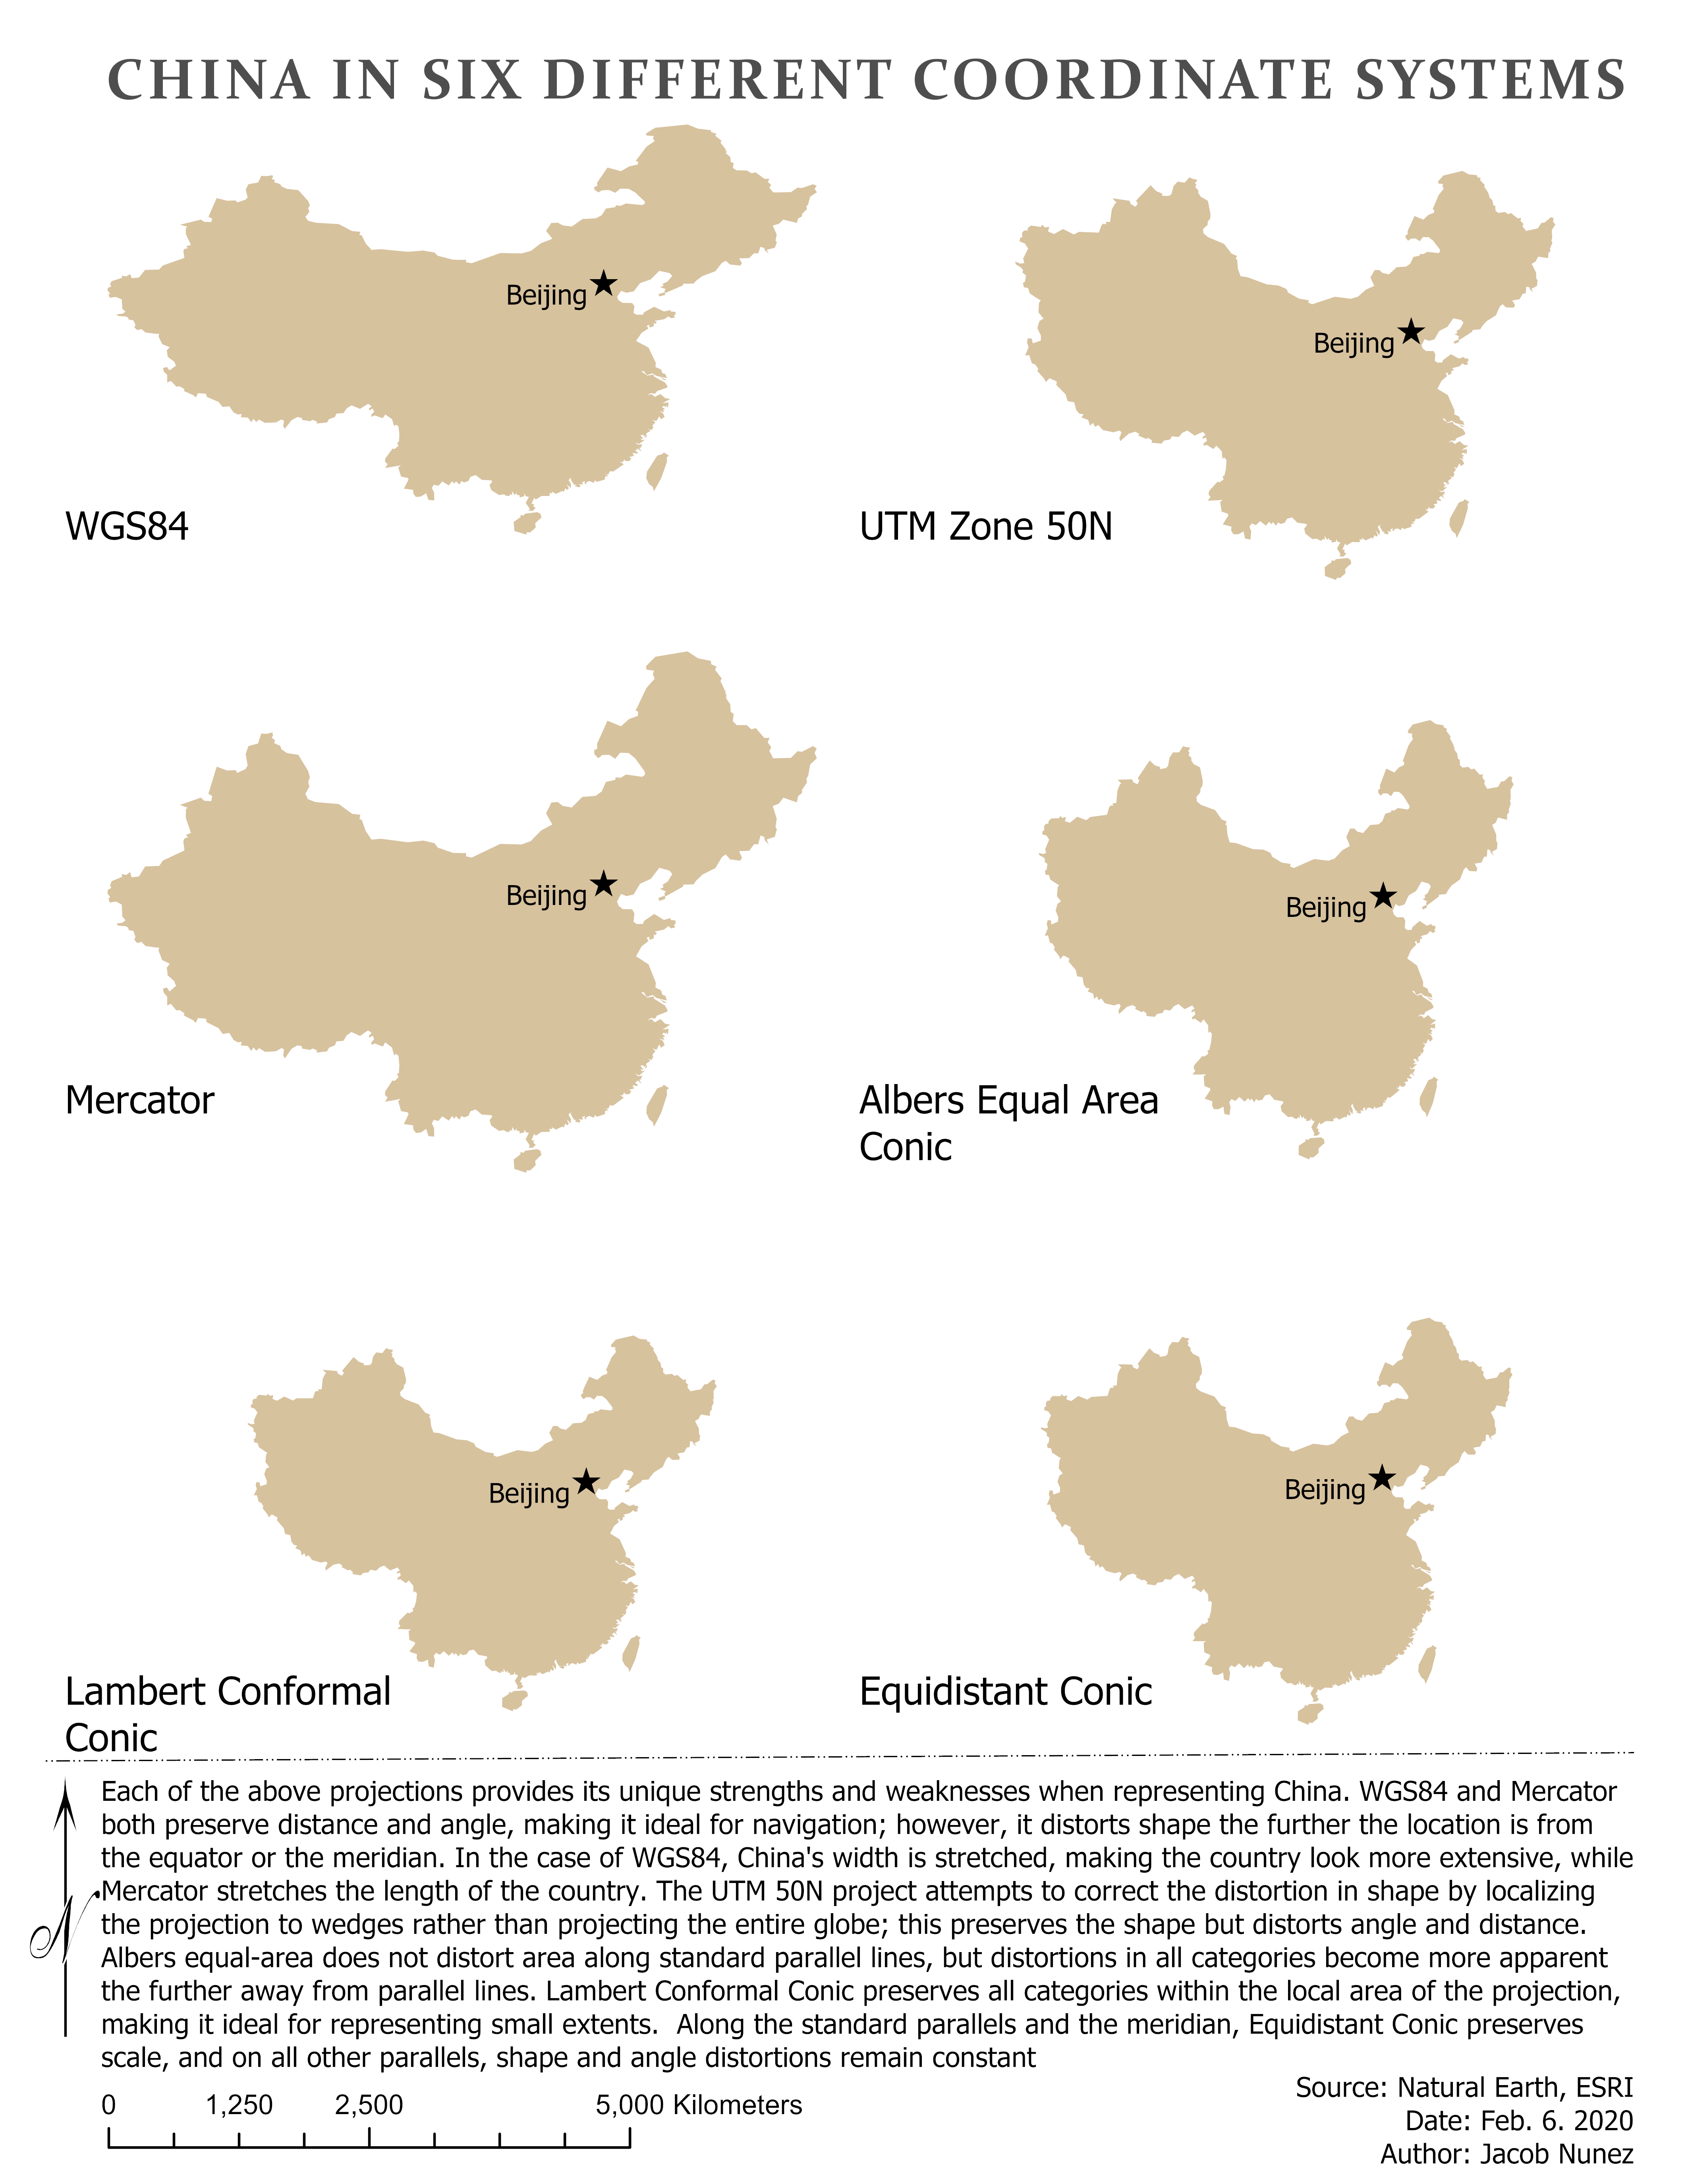 CHINA IN SIX DIFFERENT COORDINATE SYSTEMS
Beijing
WGS84
Beijing
UTM Zone 50N
Beijing
Mercator
Beijing
Albers Equal Area
Conic
Beijing
Lambert Conformal
Conic
Beijing
Equidistant Conic
Each of the above projections provides its unique strengths and weaknesses when representing China. WGS84 and Mercator
both preserve distance and angle, making it ideal for navigation; however, it distorts shape the further the location is from
the equator or the meridian. In the case of WGS84, China's width is stretched, making the country look more extensive, while
Mercator stretches the length of the country. The UTM 50N project attempts to correct the distortion in shape by localizing
the projection to wedges rather than projecting the entire globe; this preserves the shape but distorts angle and distance.
Albers equal-area does not distort area along standard parallel lines, but distortions in all categories become more apparent
the further away from parallel lines. Lambert Conformal Conic preserves all categories within the local area of the projection,
making it ideal for representing small extents.  Along the standard parallels and the meridian, Equidistant Conic preserves
scale, and on all other parallels, shape and angle distortions remain constant
N
0 1,250 2,500 5,000 Kilometers
Source: Natural Earth, ESRI
Date: Feb. 6. 2020
Author: Jacob Nunez